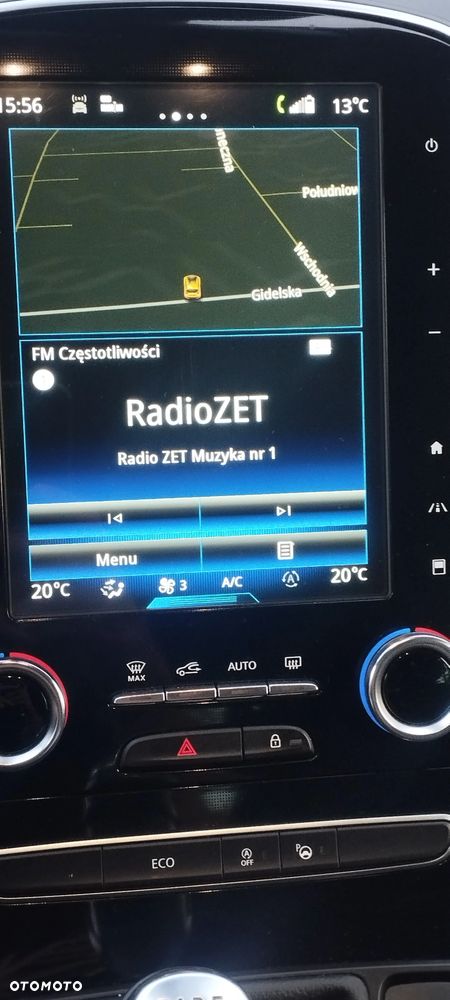 15:56
13°C
Południow
Wschodnia
Gidelska
FM Częstotliwości
RadioZET
Radio ZET Muzyka nr 1
Menu
20°C
3
A/C
20°C
MAX
AUTO
ECO
OFF
P
OTOMOTO